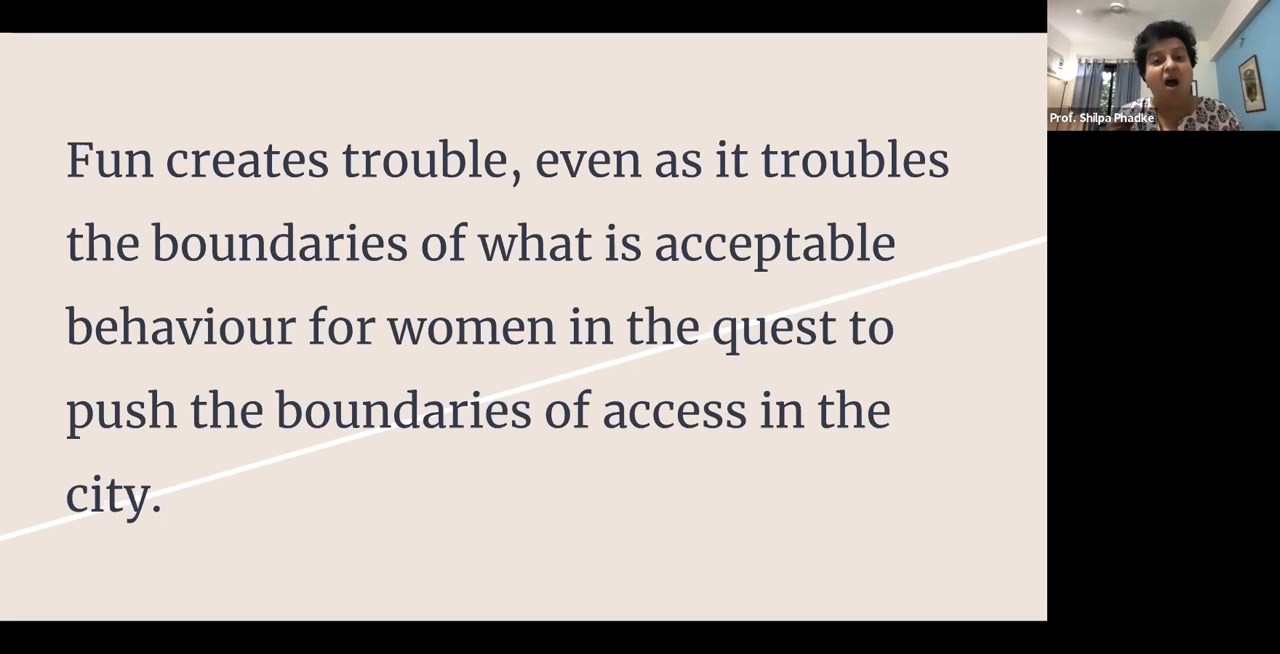 Fun creates trouble, even as it troubles
the boundaries of what is acceptable
behaviour for women in the quest to
push the boundaries of access in the
city.
Prof. Shilpa Phadke